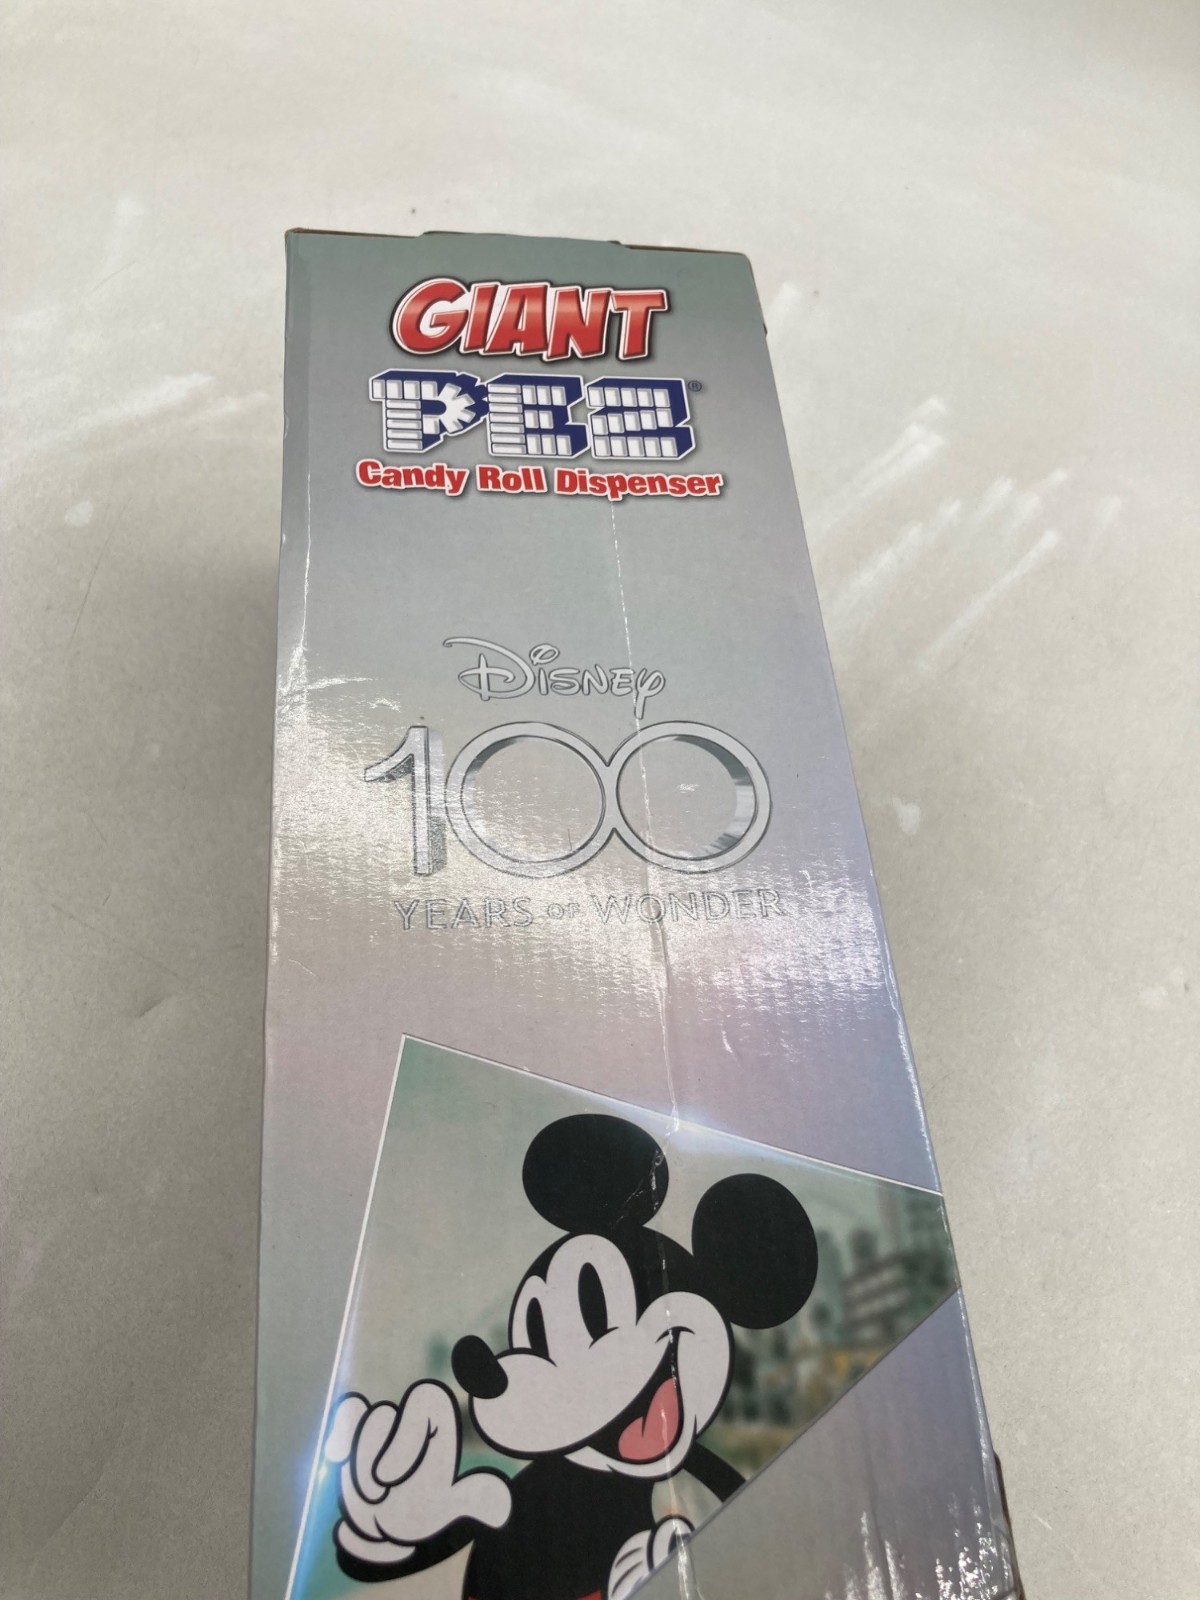 GIANT
PEZ®
Candy Roll Dispenser
Disney
100
YEARS OF WONDER